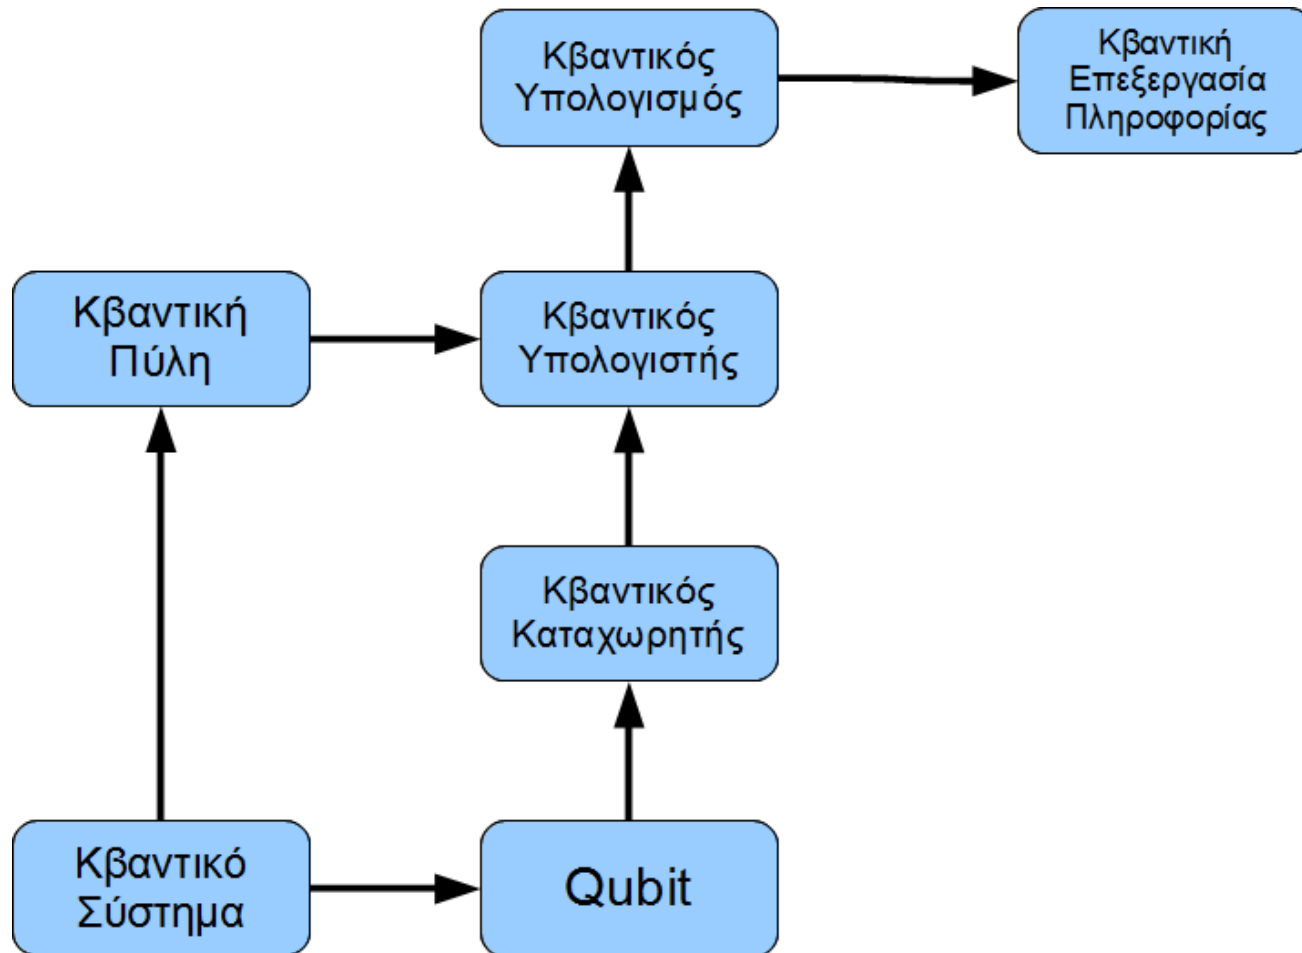 Κβαντικός
Υπολογισμός
Κβαντική
Επεξεργασία
Πληροφορίας
Κβαντική
Πύλη
Κβαντικός
Υπολογιστής
Κβαντικός
Καταχωρητής
Κβαντικό
Σύστημα
Qubit